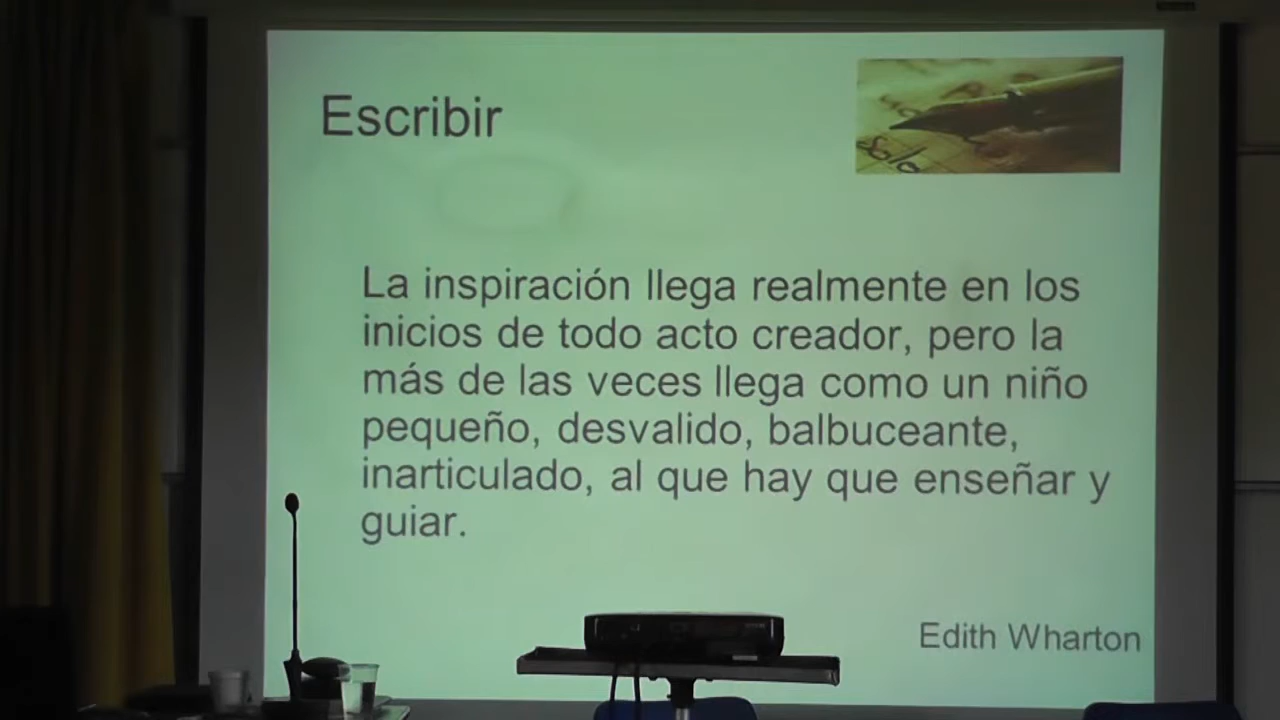 Escribir
sola
La inspiración llega realmente en los
inicios de todo acto creador, pero la
más de las veces llega como un niño
pequeño, desvalido, balbuceante,
inarticulado, al que hay que enseñar y
guiar.
Edith Wharton